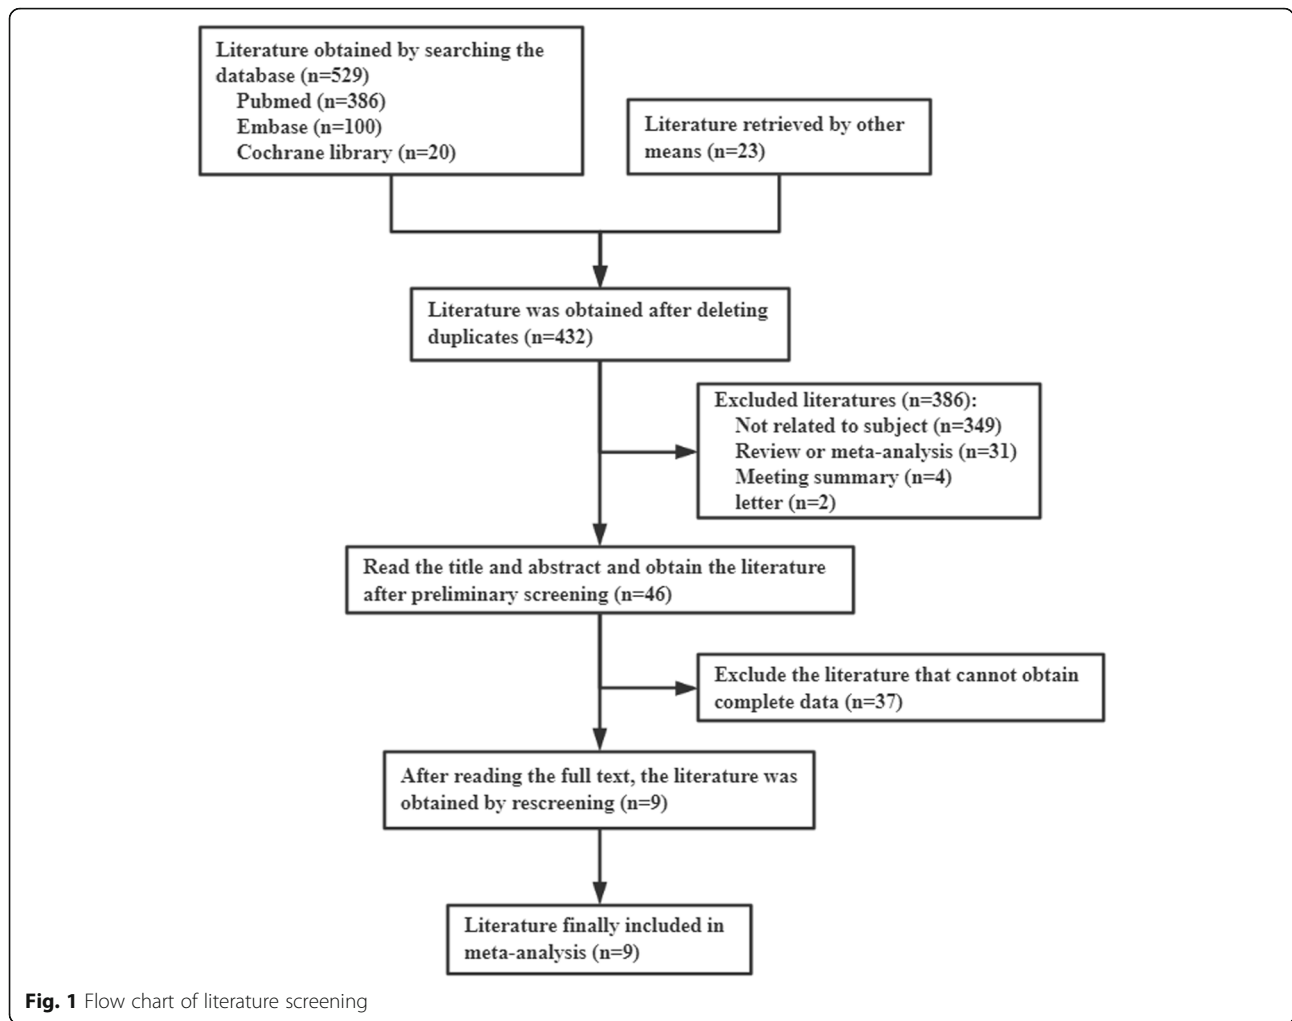 Literature obtained by searching the
database (n=529)
Pubmed (n=386)
Embase (n=100)
Cochrane library (n=20)
Literature retrieved by other
means (n=23)
Literature was obtained after deleting
duplicates (n=432)
Excluded literatures (n=386):
Not related to subject (n=349)
Review or meta-analysis (n=31)
Meeting summary (n=4)
letter (n=2)
Read the title and abstract and obtain the literature
after preliminary screening (n=46)
Exclude the literature that cannot obtain
complete data (n=37)
After reading the full text, the literature was
obtained by rescreening (n=9)
Literature finally included in
meta-analysis (n=9)
Fig. 1 Flow chart of literature screening